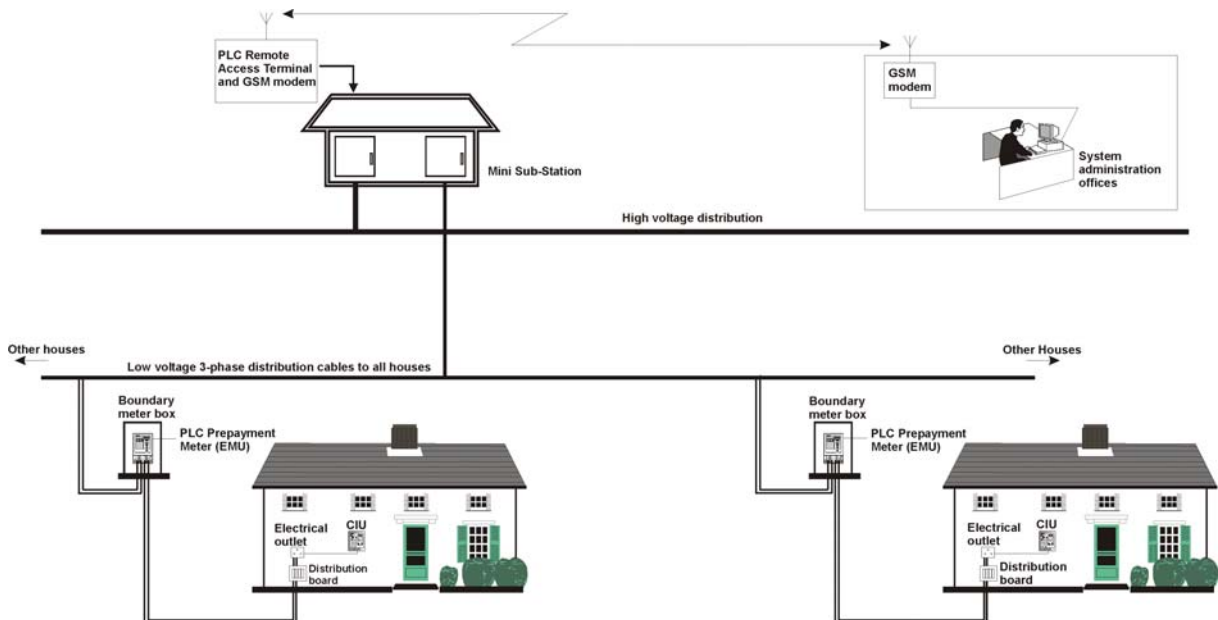 PLC Remote
Access Terminal
and GSM modem
GSM
modem
System
administration
offices
Mini Sub-Station
High voltage distribution
Other houses
Low voltage 3-phase distribution cables to all houses
Other Houses
Boundary
meter box
PLC Prepayment
Meter (EMU)
Electrical
outlet
CIU
Distribution
board
Boundary
meter box
PLC Prepayment
Meter (EMU)
Electrical
outlet
CIU
Distribution
board